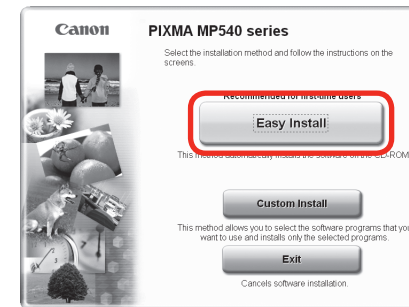 Canon
PIXMA MP540 series
Select the installation method and follow the instructions on the
screens.
Recommended for first-time users
Easy Install
This method automatically installs the software on the CD-ROM
Custom Install
This method allows you to select the software programs that you
want to use and installs only the selected programs.
Exit
Cancels software installation.